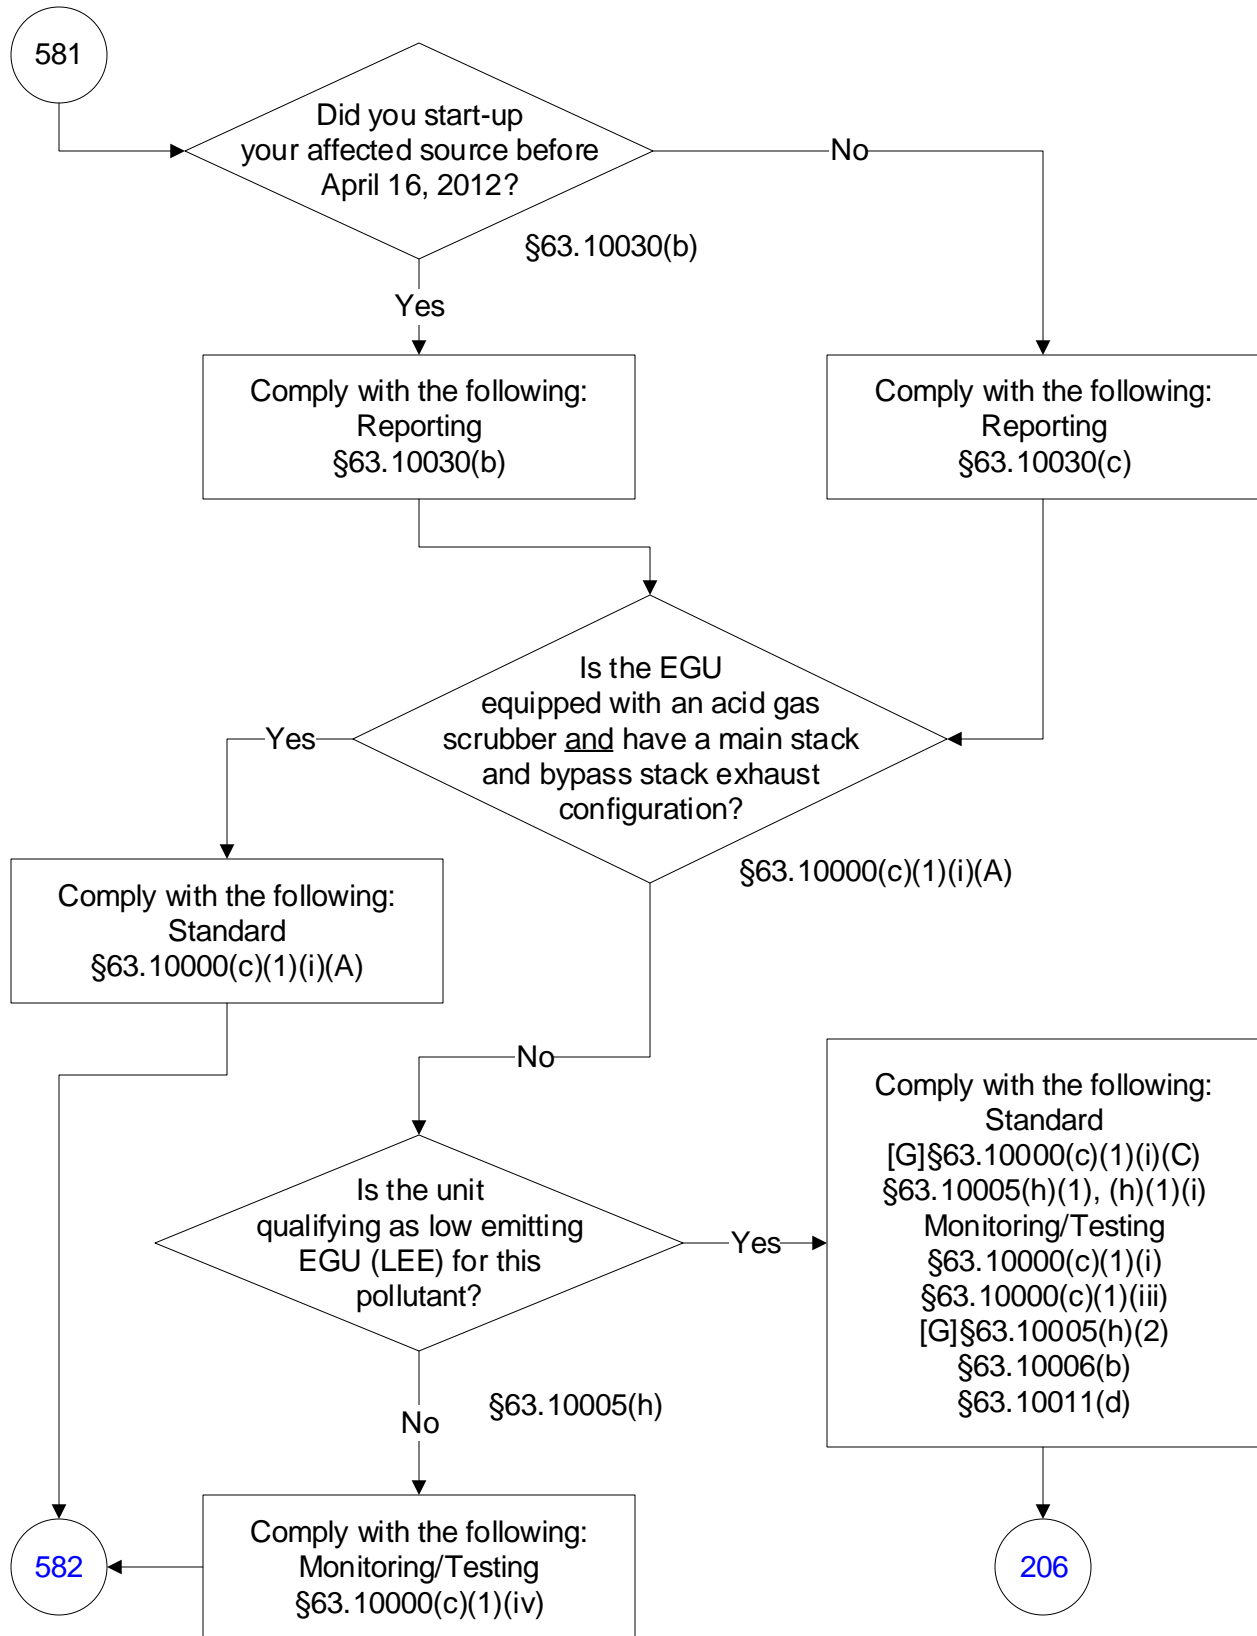 581
Did you start-up
your affected source before
April 16, 2012?
No
§63.10030(b)
Yes
Comply with the following:
Reporting
§63.10030(b)
Comply with the following:
Reporting
§63.10030(c)
Is the EGU
equipped with an acid gas
scrubber and have a main stack
and bypass stack exhaust
configuration?
Yes
§63.10000(c)(1)(i)(A)
Comply with the following:
Standard
§63.10000(c)(1)(i)(A)
No
Is the unit
qualifying as low emitting
EGU (LEE) for this
pollutant?
Yes
Comply with the following:
Standard
[G]§63.10000(c)(1)(i)(C)
§63.10005(h)(1), (h)(1)(i)
Monitoring/Testing
§63.10000(c)(1)(i)
§63.10000(c)(1)(iii)
[G]§63.10005(h)(2)
§63.10006(b)
§63.10011(d)
§63.10005(h)
No
Comply with the following:
Monitoring/Testing
§63.10000(c)(1)(iv)
582
206